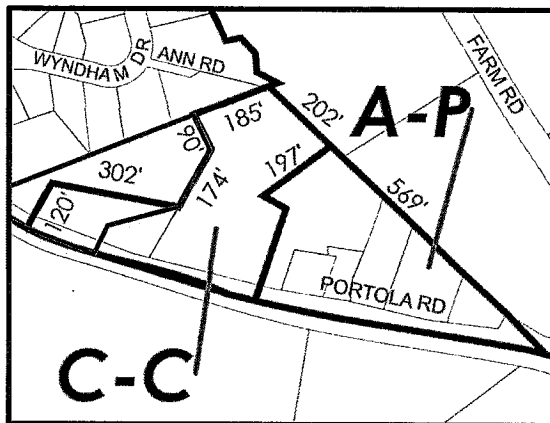 WYNDHAM DR
ANN RD
FARM RD
A-P
202'
185'
90'
197'
302'
174'
569'
120'
PORTOLA RD
C-C